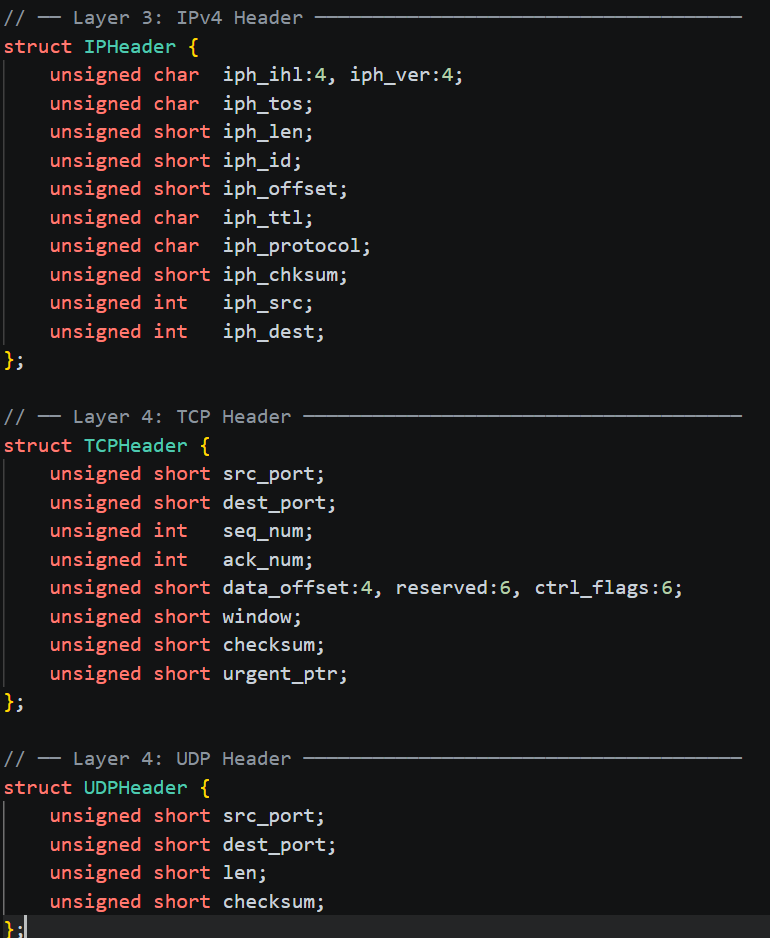 // ── Layer 3: IPv4 Header ─────────────────────────────────────
struct IPHeader {
    unsigned char  iph_ihl:4, iph_ver:4;
    unsigned char  iph_tos;
    unsigned short iph_len;
    unsigned short iph_id;
    unsigned short iph_offset;
    unsigned char  iph_ttl;
    unsigned char  iph_protocol;
    unsigned short iph_chksum;
    unsigned int   iph_src;
    unsigned int   iph_dest;
};

// ── Layer 4: TCP Header ──────────────────────────────────────
struct TCPHeader {
    unsigned short src_port;
    unsigned short dest_port;
    unsigned int   seq_num;
    unsigned int   ack_num;
    unsigned short data_offset:4, reserved:6, ctrl_flags:6;
    unsigned short window;
    unsigned short checksum;
    unsigned short urgent_ptr;
};

// ── Layer 4: UDP Header ──────────────────────────────────────
struct UDPHeader {
    unsigned short src_port;
    unsigned short dest_port;
    unsigned short len;
    unsigned short checksum;
};